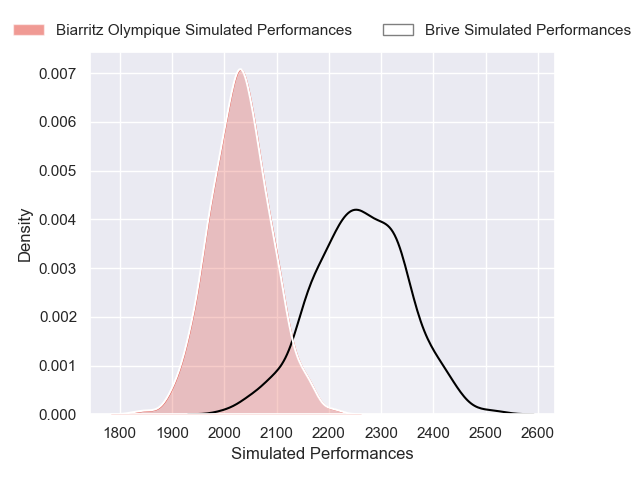 Biarritz Olympique Simulated Performances
Brive Simulated Performances
0.007
0.006
0.005
0.004
0.003
0.002
0.001
0.000
Density
1800 1900 2000 2100 2200 2300 2400 2500 2600
Simulated Performances